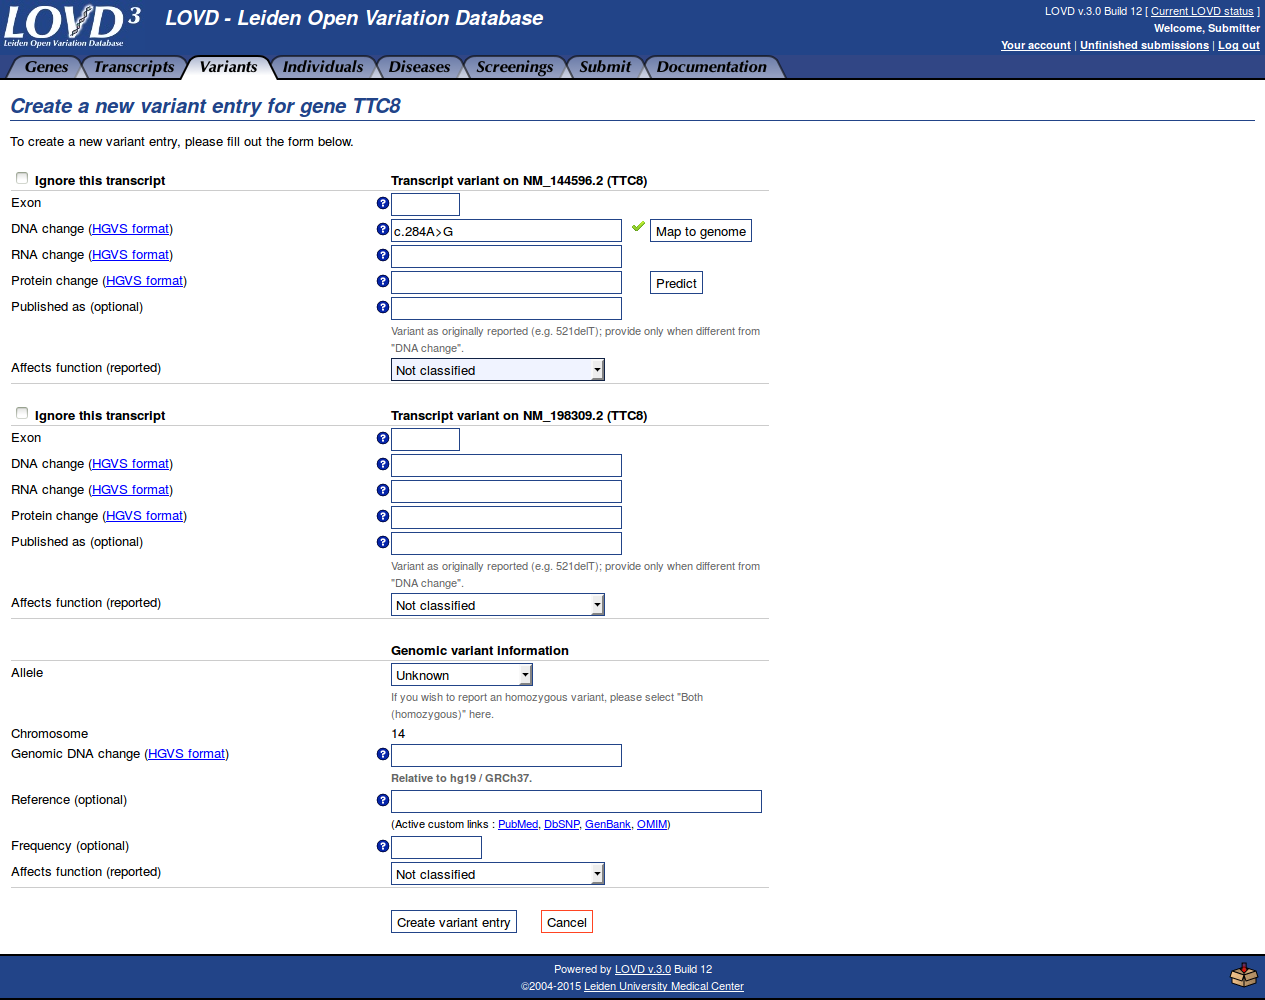 LOVD 3
Leiden Open Variation Database
LOVD - Leiden Open Variation Database
LOVD v.3.0 Build 12 [ Current LOVD status ]
Welcome, Submitter
Your account | Unfinished submissions | Log out
Genes Transcripts Variants Individuals Diseases Screenings Submit Documentation
Create a new variant entry for gene TTC8
To create a new variant entry, please fill out the form below.
Ignore this transcript Transcript variant on NM_144596.2 (TTC8)
Exon ?
DNA change (HGVS format) ? c.284A>G Map to genome
RNA change (HGVS format) ?
Protein change (HGVS format) ? Predict
Published as (optional) ?
Variant as originally reported (e.g. 521delT); provide only when different from
"DNA change".
Affects function (reported) Not classified
Ignore this transcript Transcript variant on NM_198309.2 (TTC8)
Exon ?
DNA change (HGVS format) ?
RNA change (HGVS format) ?
Protein change (HGVS format) ?
Published as (optional) ?
Variant as originally reported (e.g. 521delT); provide only when different from
"DNA change".
Affects function (reported) Not classified
Genomic variant information
Allele Unknown
If you wish to report an homozygous variant, please select "Both
(homozygous)" here.
Chromosome 14
Genomic DNA change (HGVS format) ?
Relative to hg19 / GRCh37.
Reference (optional) ?
(Active custom links : PubMed, DbSNP, GenBank, OMIM)
Frequency (optional) ?
Affects function (reported) Not classified
Create variant entry Cancel
Powered by LOVD v.3.0 Build 12
©2004-2015 Leiden University Medical Center